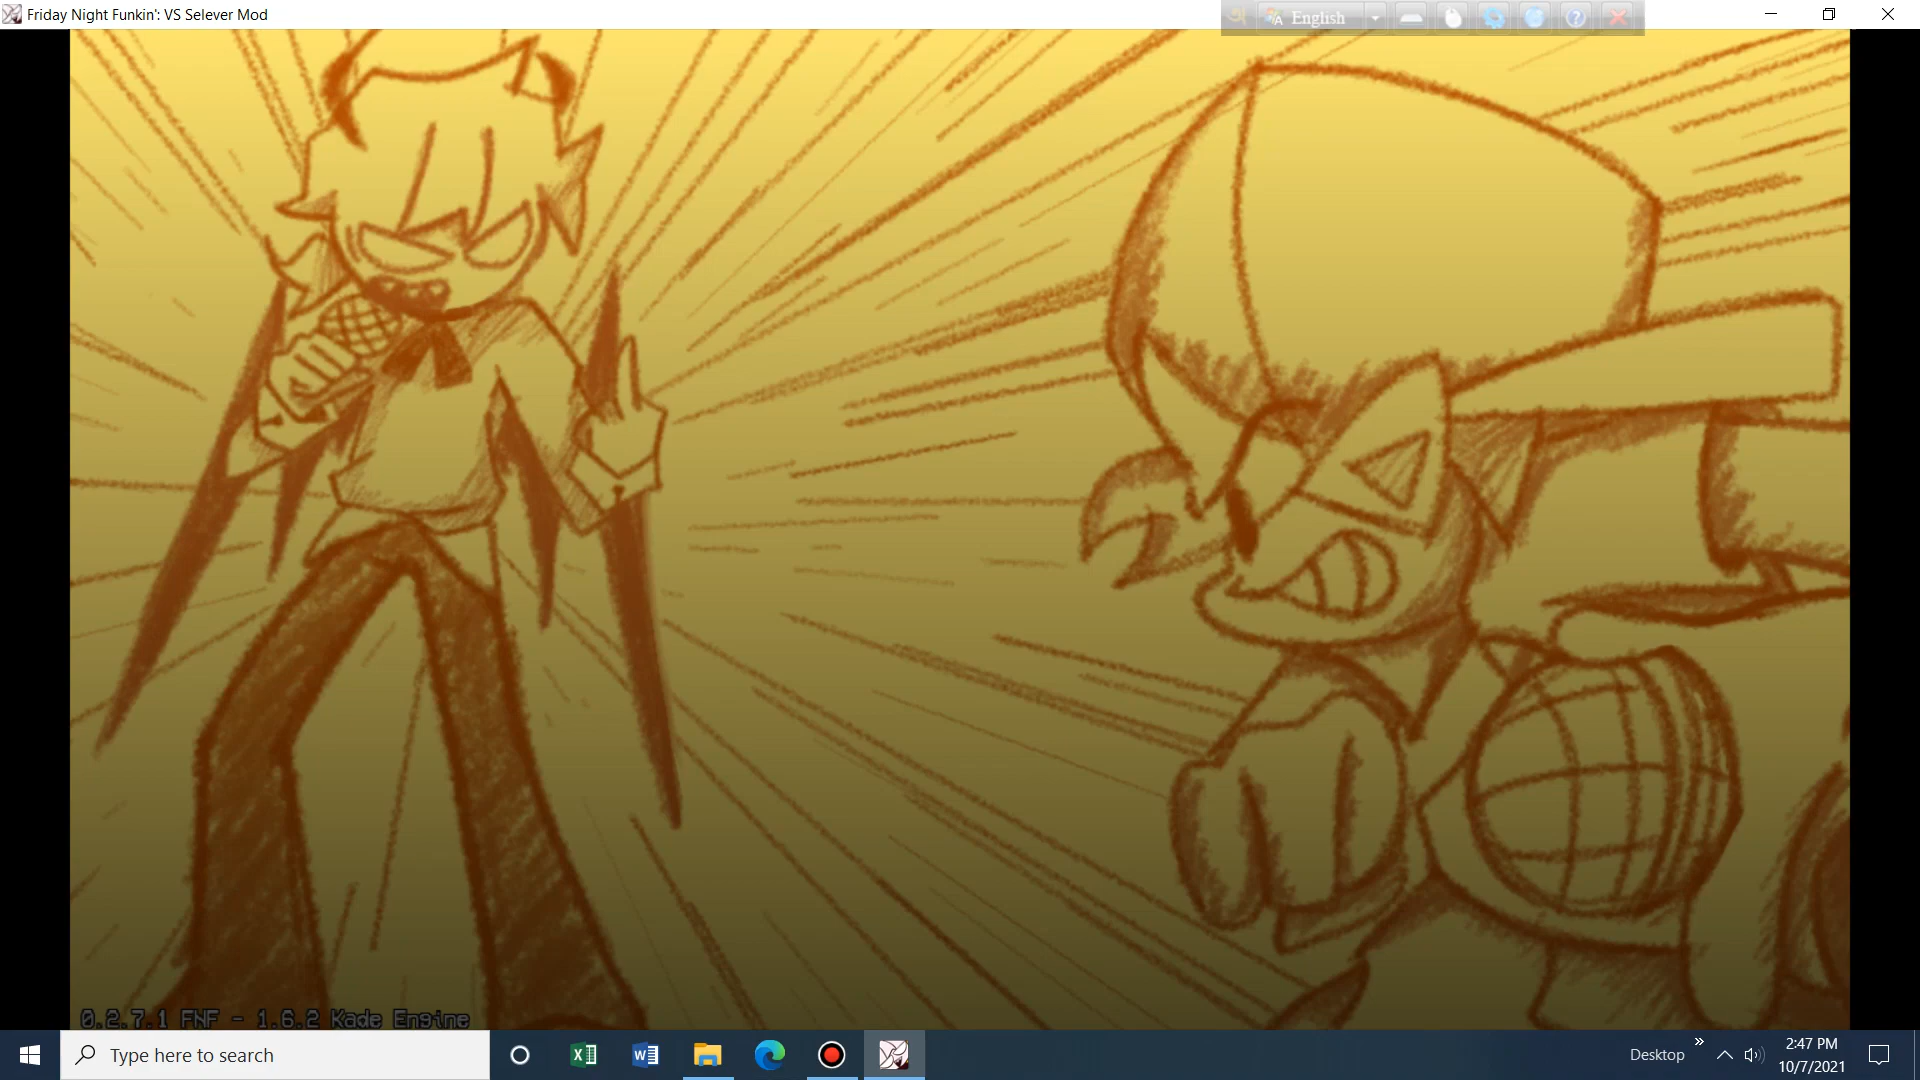 Friday Night Funkin': VS Selever Mod
English
0.2.7.1 FNF - 1.6.2 Kade Engine
Type here to search
Desktop
2:47 PM
10/7/2021